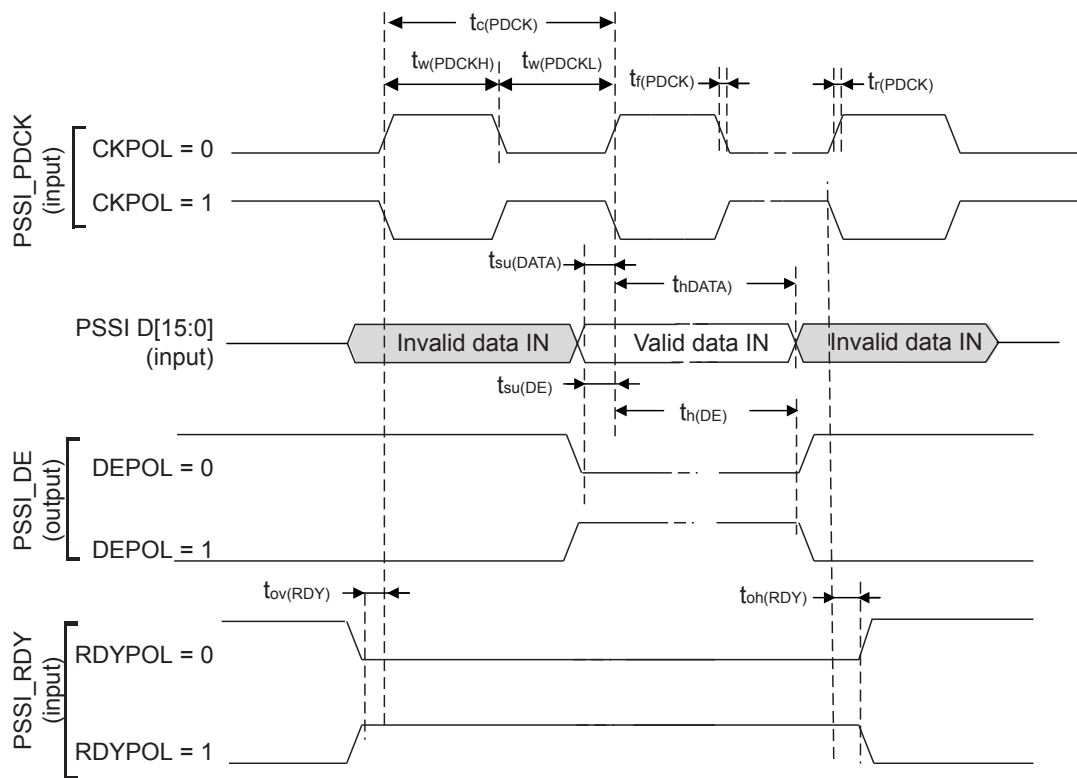 tc(PDCK)
tw(PDCKH)
tw(PDCKL)
tf(PDCK)
tr(PDCK)
PSSI_PDCK
(input)
CKPOL = 0
CKPOL = 1
tsu(DATA)
thDATA)
PSSI D[15:0]
(input)
Invalid data IN
Valid data IN
Invalid data IN
tsu(DE)
th(DE)
PSSI_DE
(output)
DEPOL = 0
DEPOL = 1
tov(RDY)
toh(RDY)
PSSI_RDY
(input)
RDYPOL = 0
RDYPOL = 1